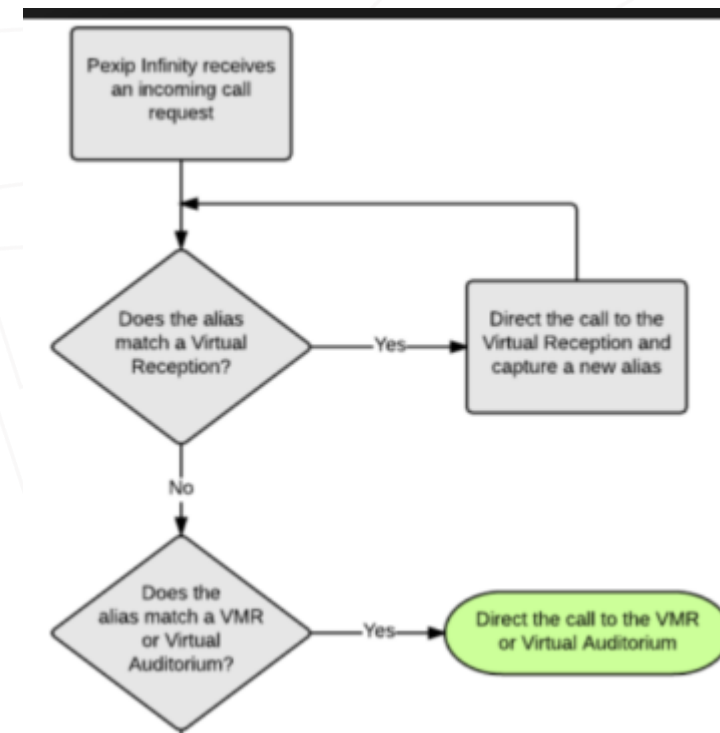 Pexip Infinity receives
an incoming call
request
Does the alias
match a Virtual
Reception?
Yes
Direct the call to the
Virtual Reception and
capture a new alias
No
Does the
alias match a VMR
or Virtual
Auditorium?
Yes
Direct the call to the VMR
or Virtual Auditorium